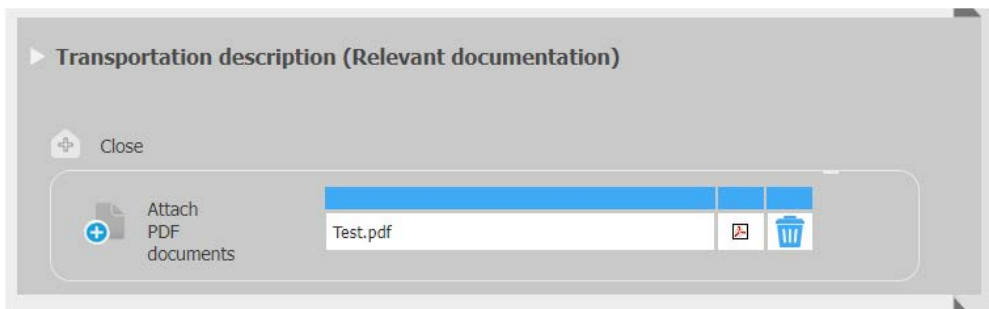 Transportation description (Relevant documentation)
Close
Attach
PDF
documents
Test.pdf